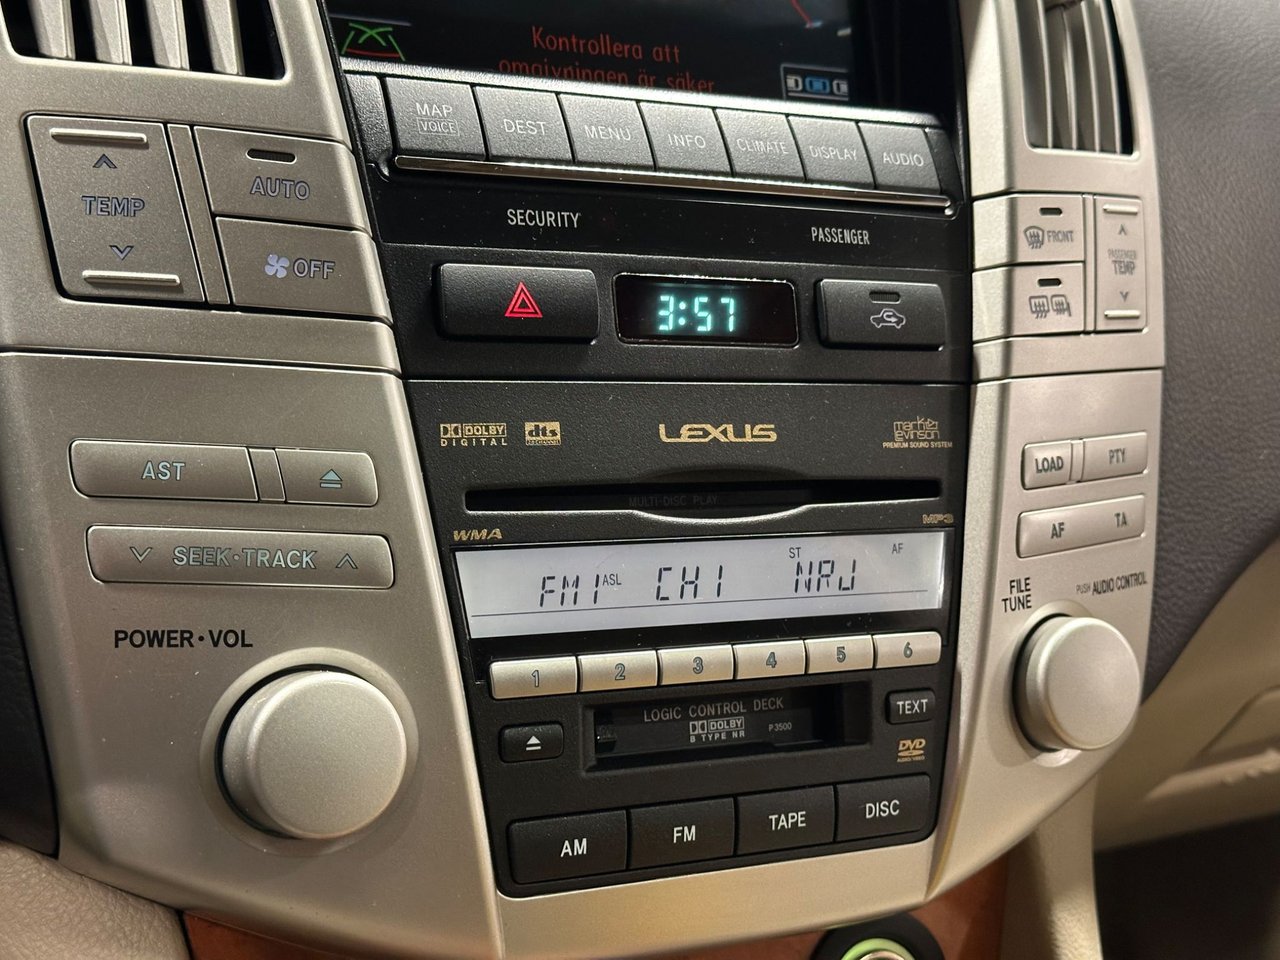 Kontrollera att
omgivningen är säker
MAP
VOICE
DEST
MENU
INFO
CLIMATE
DISPLAY
AUDIO
TEMP
AUTO
OFF
SECURITY
PASSENGER
3:57
FRONT
PASSENGER
TEMP
DOLBY
DIGITAL
dts
LEXUS
mark
levinson
PREMIUM SOUND SYSTEM
AST
LOAD
PTY
MULTI-DISC PLAY
WMA
MP3
SEEK·TRACK
AF
TA
FM1 ASL CH1 ST NRJ AF
POWER·VOL
FILE
TUNE
PUSH AUDIO CONTROL
1 2 3 4 5 6
LOGIC CONTROL DECK
DOLBY
B TYPE NR
P3500
TEXT
DVD
AUDIO/VIDEO
AM
FM
TAPE
DISC